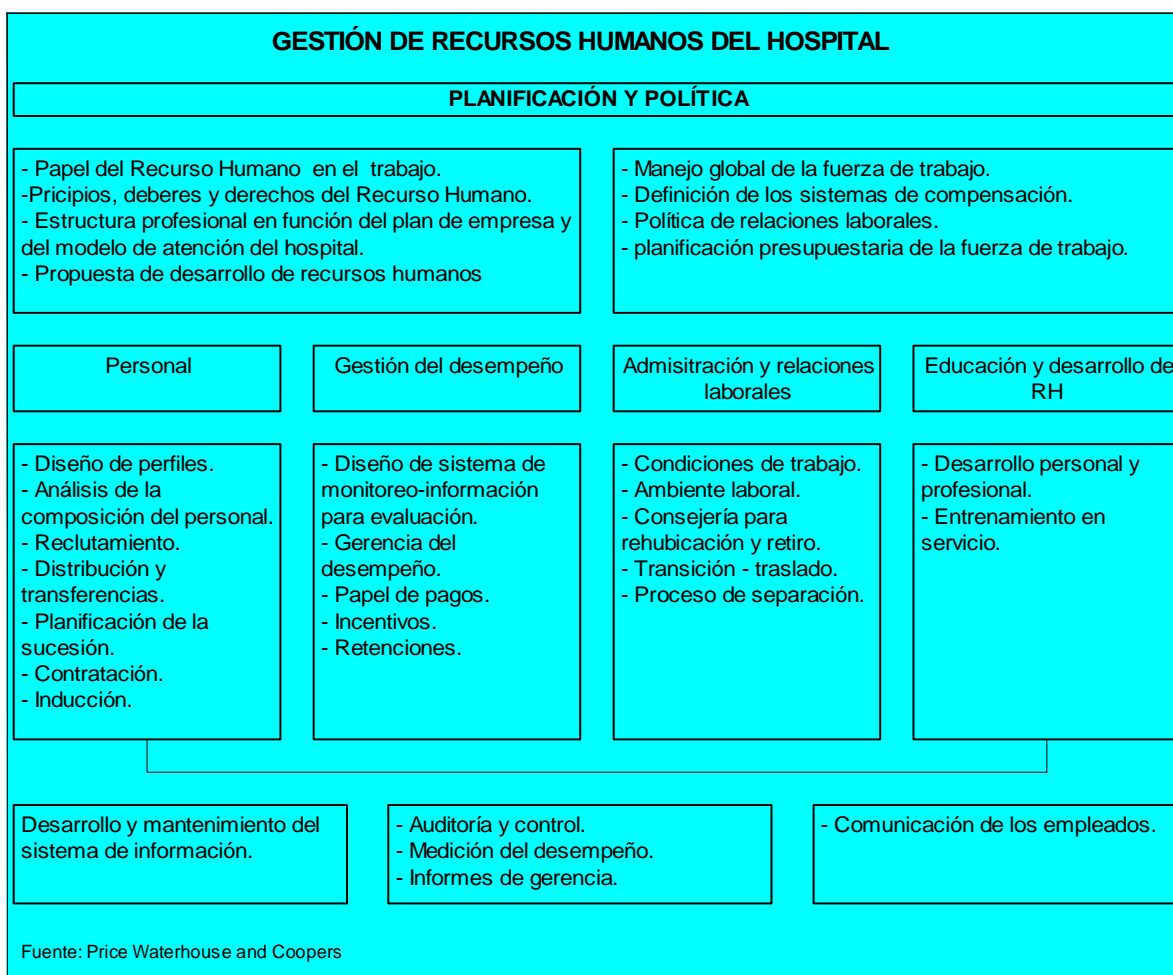 GESTIÓN DE RECURSOS HUMANOS DEL HOSPITAL
PLANIFICACIÓN Y POLÍTICA
- Papel del Recurso Humano en el trabajo.
-Pricipios, deberes y derechos del Recurso Humano.
- Estructura profesional en función del plan de empresa y
del modelo de atención del hospital.
- Propuesta de desarrollo de recursos humanos
- Manejo global de la fuerza de trabajo.
- Definición de los sistemas de compensación.
- Política de relaciones laborales.
- planificación presupuestaria de la fuerza de trabajo.
Personal
Gestión del desempeño
Admisitración y relaciones
laborales
Educación y desarrollo de
RH
- Diseño de perfiles.
- Análisis de la
composición del personal.
- Reclutamiento.
- Distribución y
transferencias.
- Planificación de la
sucesión.
- Contratación.
- Inducción.
- Diseño de sistema de
monitoreo-información
para evaluación.
- Gerencia del
desempeño.
- Papel de pagos.
- Incentivos.
- Retenciones.
- Condiciones de trabajo.
- Ambiente laboral.
- Consejería para
rehubicación y retiro.
- Transición - traslado.
- Proceso de separación.
- Desarrollo personal y
profesional.
- Entrenamiento en
servicio.
Desarrollo y mantenimiento del
sistema de información.
- Auditoría y control.
- Medición del desempeño.
- Informes de gerencia.
- Comunicación de los empleados.
Fuente: Price Waterhouse and Coopers